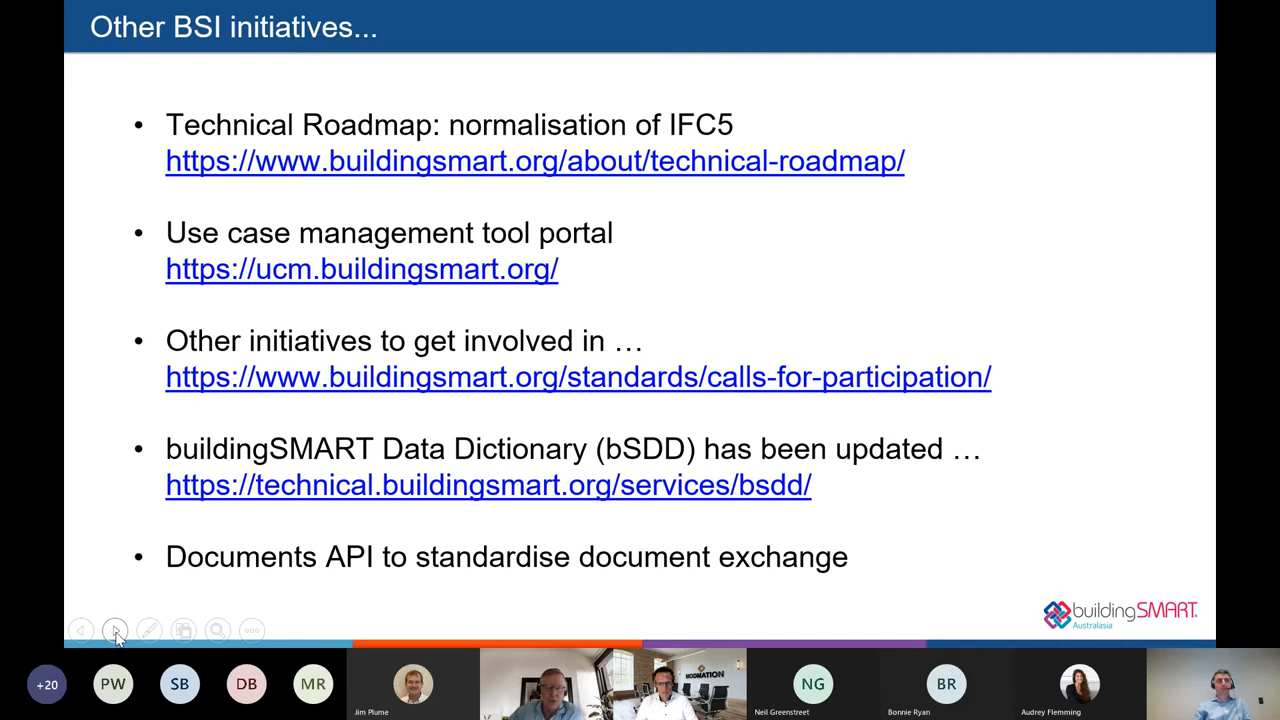 Other BSI initiatives...
• Technical Roadmap: normalisation of IFC5
https://www.buildingsmart.org/about/technical-roadmap/
• Use case management tool portal
https://ucm.buildingsmart.org/
• Other initiatives to get involved in …
https://www.buildingsmart.org/standards/calls-for-participation/
• buildingSMART Data Dictionary (bSDD) has been updated …
https://technical.buildingsmart.org/services/bsdd/
• Documents API to standardise document exchange
buildingSMART
Australasia
+20
PW
SB
DB
MR
Jim Plume
MODMATION
NG
Neil Greenstreet
BR
Bonnie Ryan
Audrey Flemming